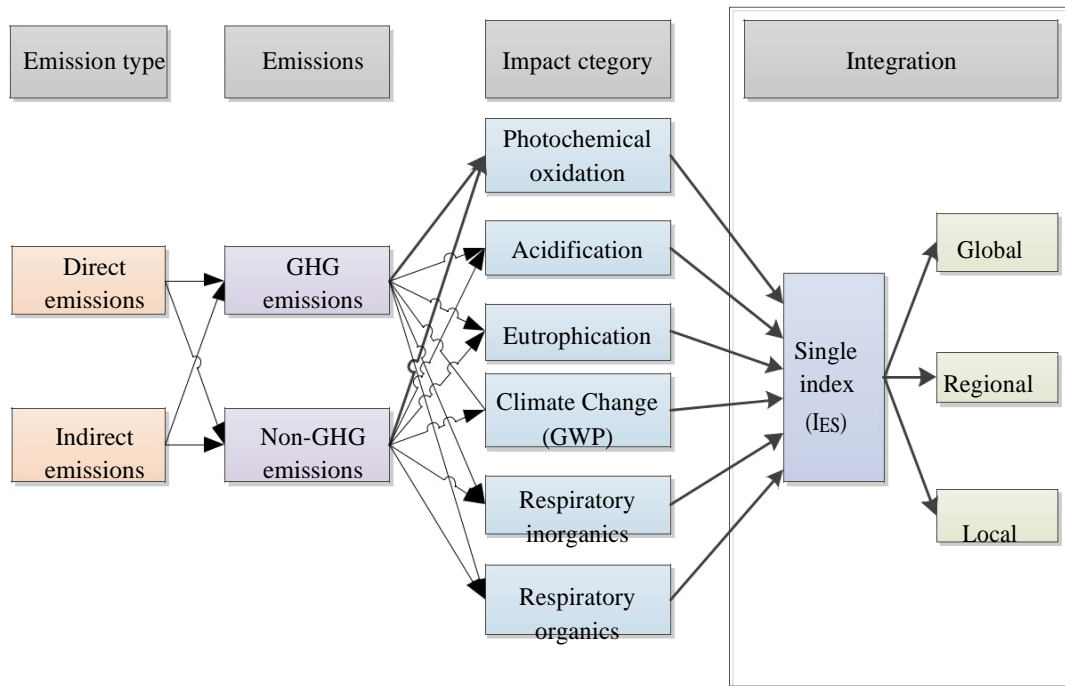 Emission type
Emissions
Impact ctegory
Integration
Photochemical
oxidation
Direct
emissions
GHG
emissions
Acidification
Global
Eutrophication
Single
index
(IES)
Climate Change
(GWP)
Regional
Indirect
emissions
Non-GHG
emissions
Respiratory
inorganics
Local
Respiratory
organics